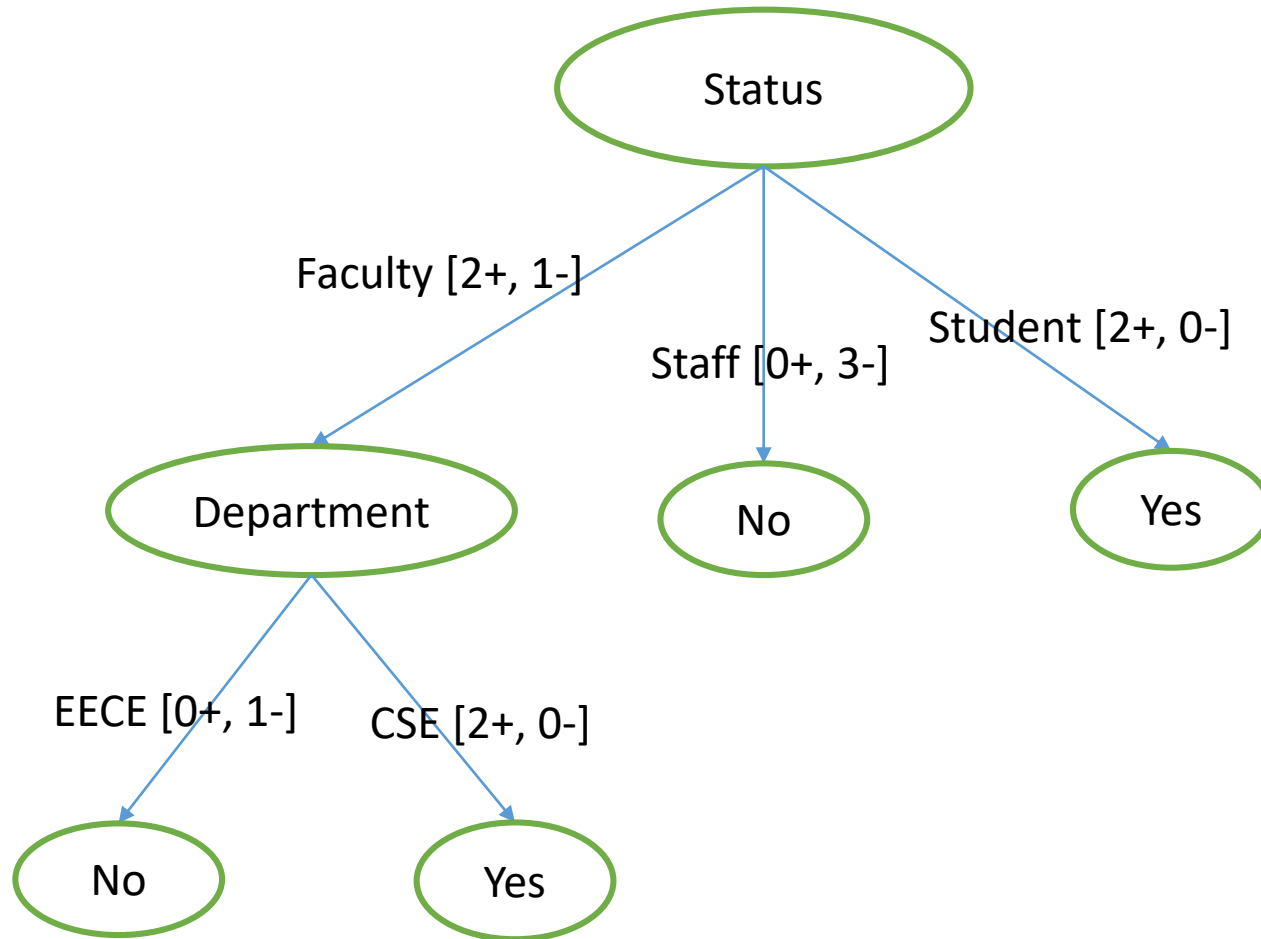 Status
Faculty [2+, 1-]
Staff [0+, 3-]
Student [2+, 0-]
Department
No
Yes
EECE [0+, 1-]
CSE [2+, 0-]
No
Yes